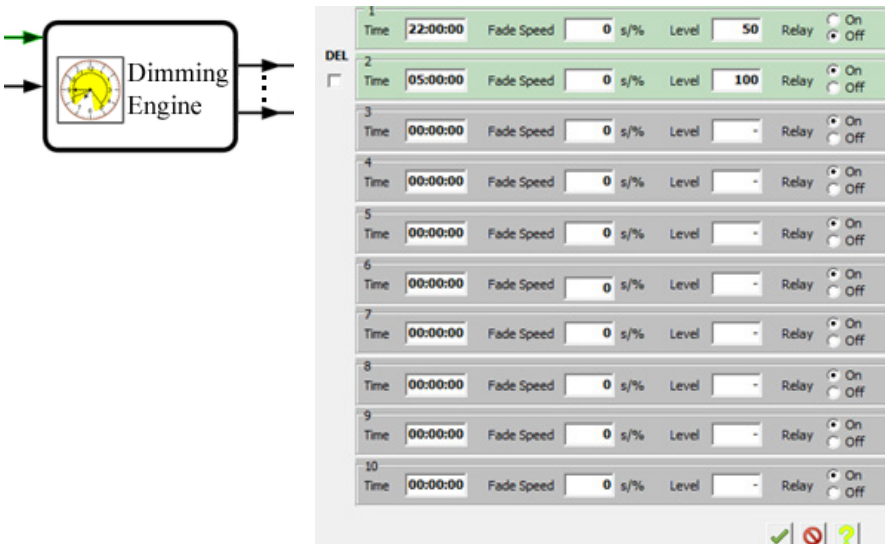 Dimming
Engine
DEL
1
Time 22:00:00 Fade Speed 0 s/% Level 50 Relay On
Off
2
Time 05:00:00 Fade Speed 0 s/% Level 100 Relay On
Off
3
Time 00:00:00 Fade Speed 0 s/% Level - Relay On
Off
4
Time 00:00:00 Fade Speed 0 s/% Level - Relay On
Off
5
Time 00:00:00 Fade Speed 0 s/% Level - Relay On
Off
6
Time 00:00:00 Fade Speed 0 s/% Level - Relay On
Off
7
Time 00:00:00 Fade Speed 0 s/% Level - Relay On
Off
8
Time 00:00:00 Fade Speed 0 s/% Level - Relay On
Off
9
Time 00:00:00 Fade Speed 0 s/% Level - Relay On
Off
10
Time 00:00:00 Fade Speed 0 s/% Level - Relay On
Off
?